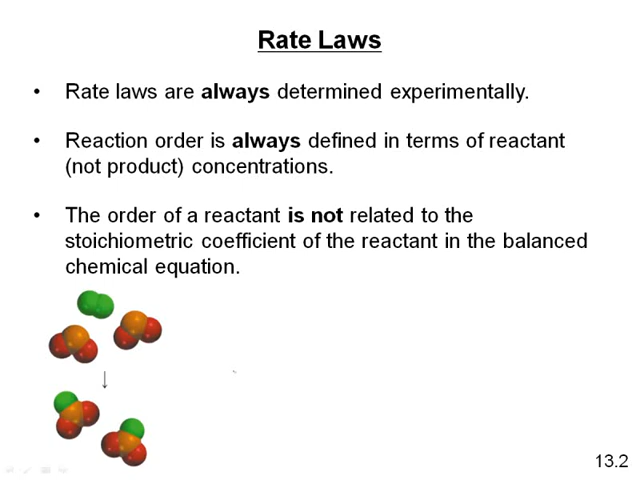 Rate Laws
• Rate laws are always determined experimentally.
• Reaction order is always defined in terms of reactant
(not product) concentrations.
• The order of a reactant is not related to the
stoichiometric coefficient of the reactant in the balanced
chemical equation.
13.2